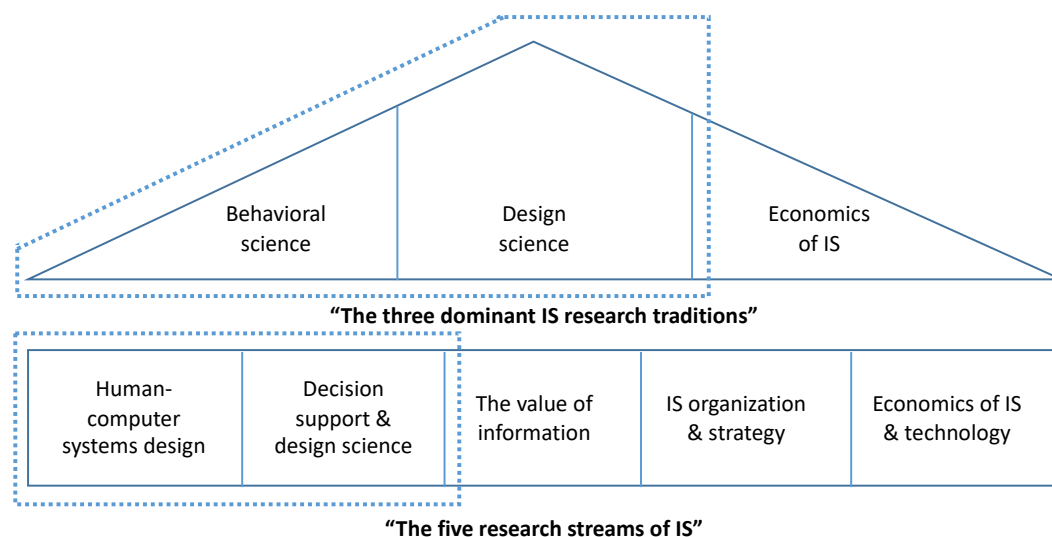 Behavioral
science
Design
science
Economics
of IS
“The three dominant IS research traditions”
Human-
computer
systems design
Decision
support &
design science
The value of
information
IS organization
& strategy
Economics of IS
& technology
“The five research streams of IS”